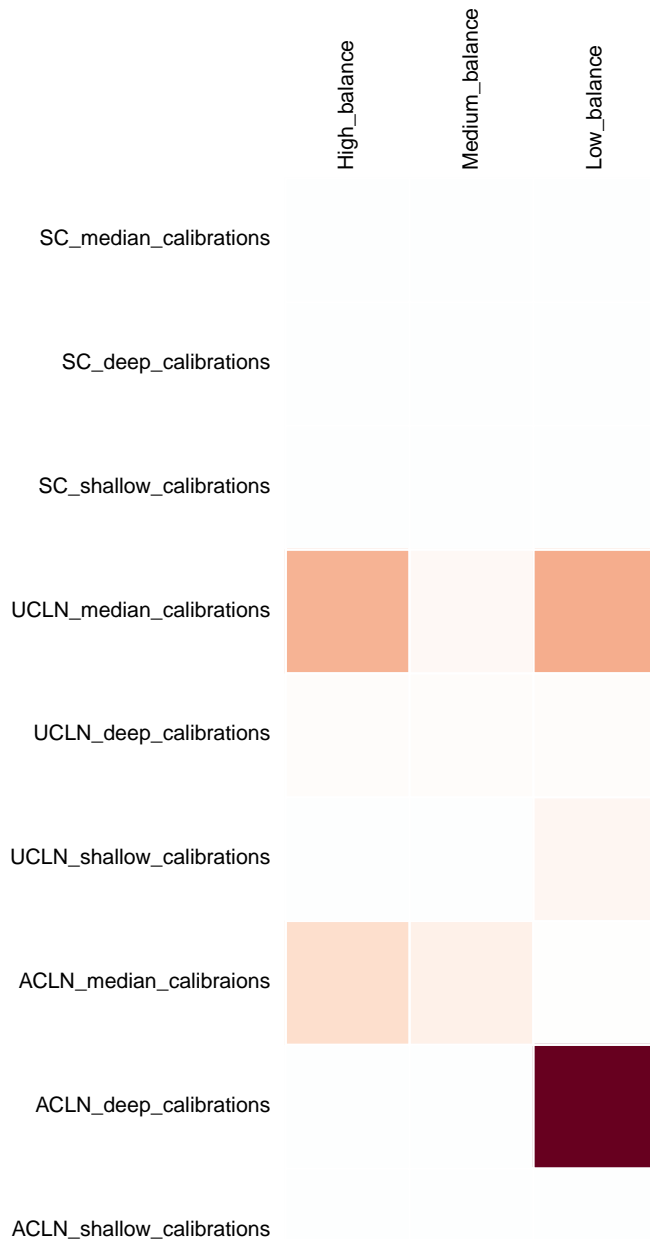 High_balance
Medium_balance
Low_balance
SC_median_calibrations
SC_deep_calibrations
SC_shallow_calibrations
UCLN_median_calibrations
UCLN_deep_calibrations
UCLN_shallow_calibrations
ACLN_median_calibraions
ACLN_deep_calibrations
ACLN_shallow_calibrations